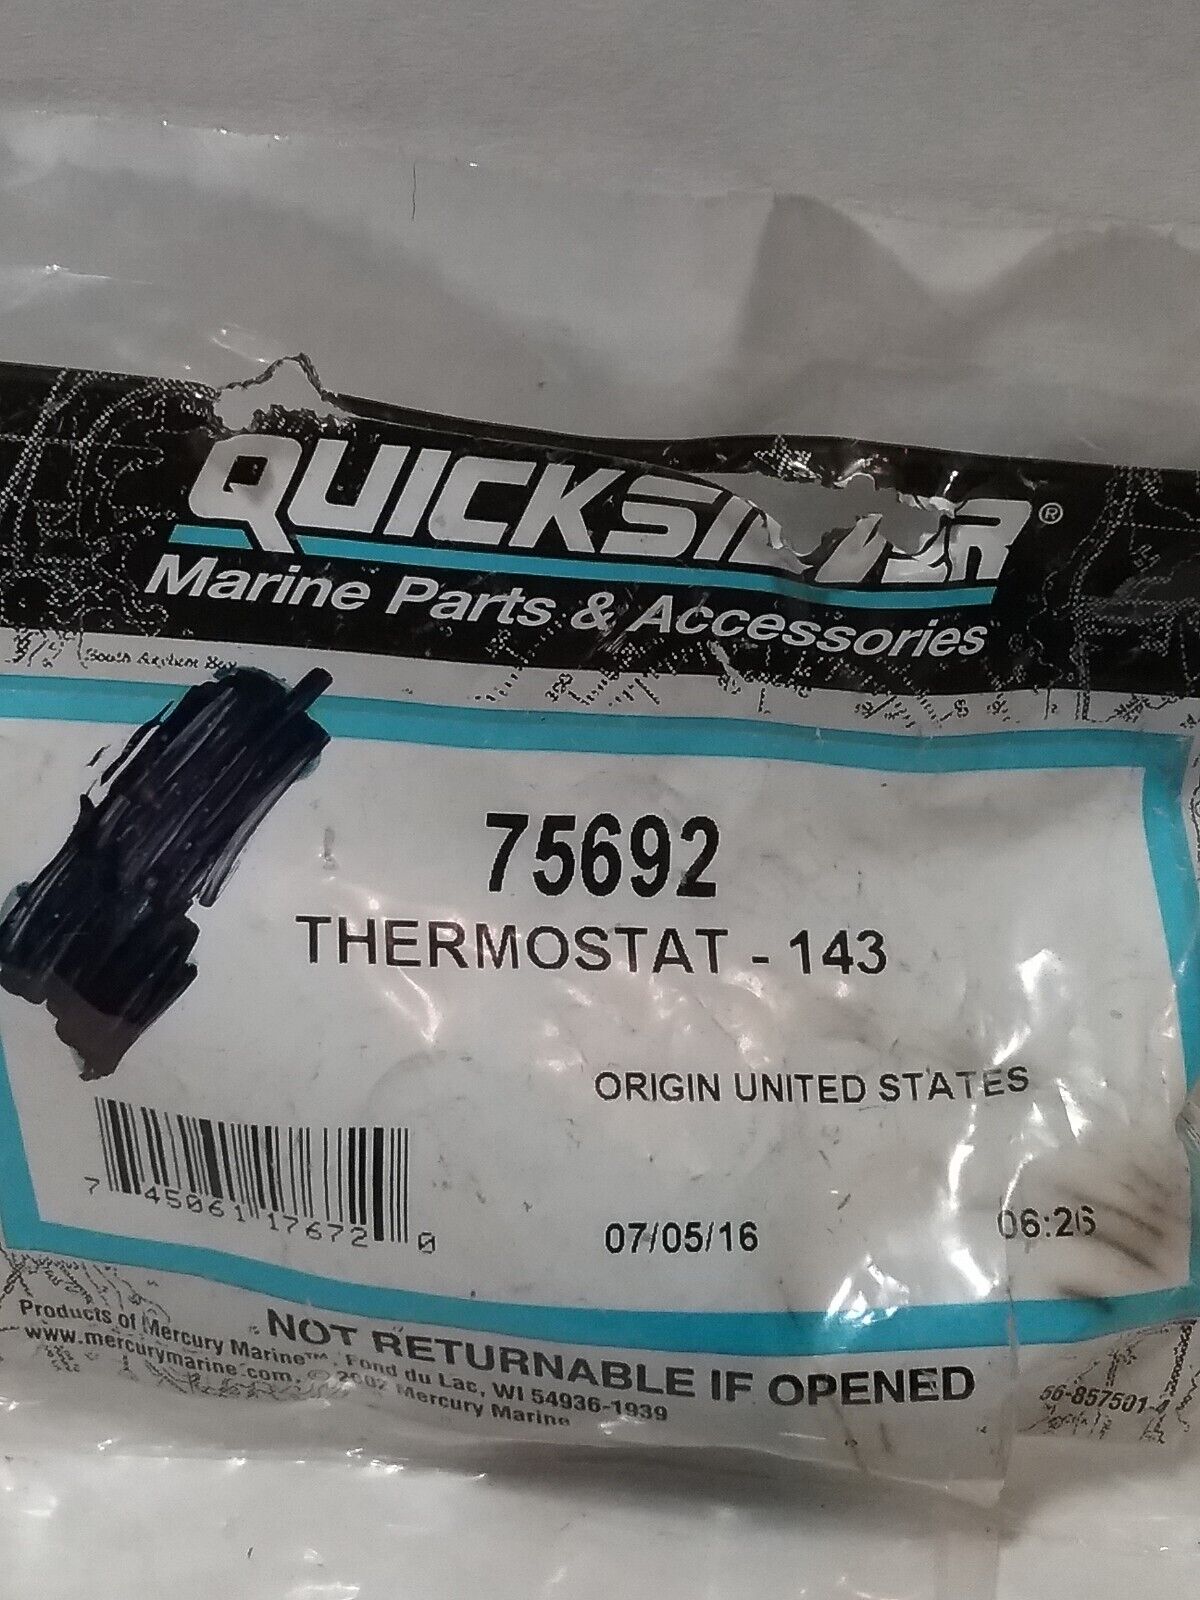 QUICKSILVER®
Marine Parts & Accessories
75692
THERMOSTAT - 143
ORIGIN UNITED STATES
7 45061 17672 0
07/05/16 06:26
NOT RETURNABLE IF OPENED
Products of Mercury Marine™, Fond du Lac, WI 54936-1939
www.mercurymarine.com, © 2002 Mercury Marine
56-857501-4